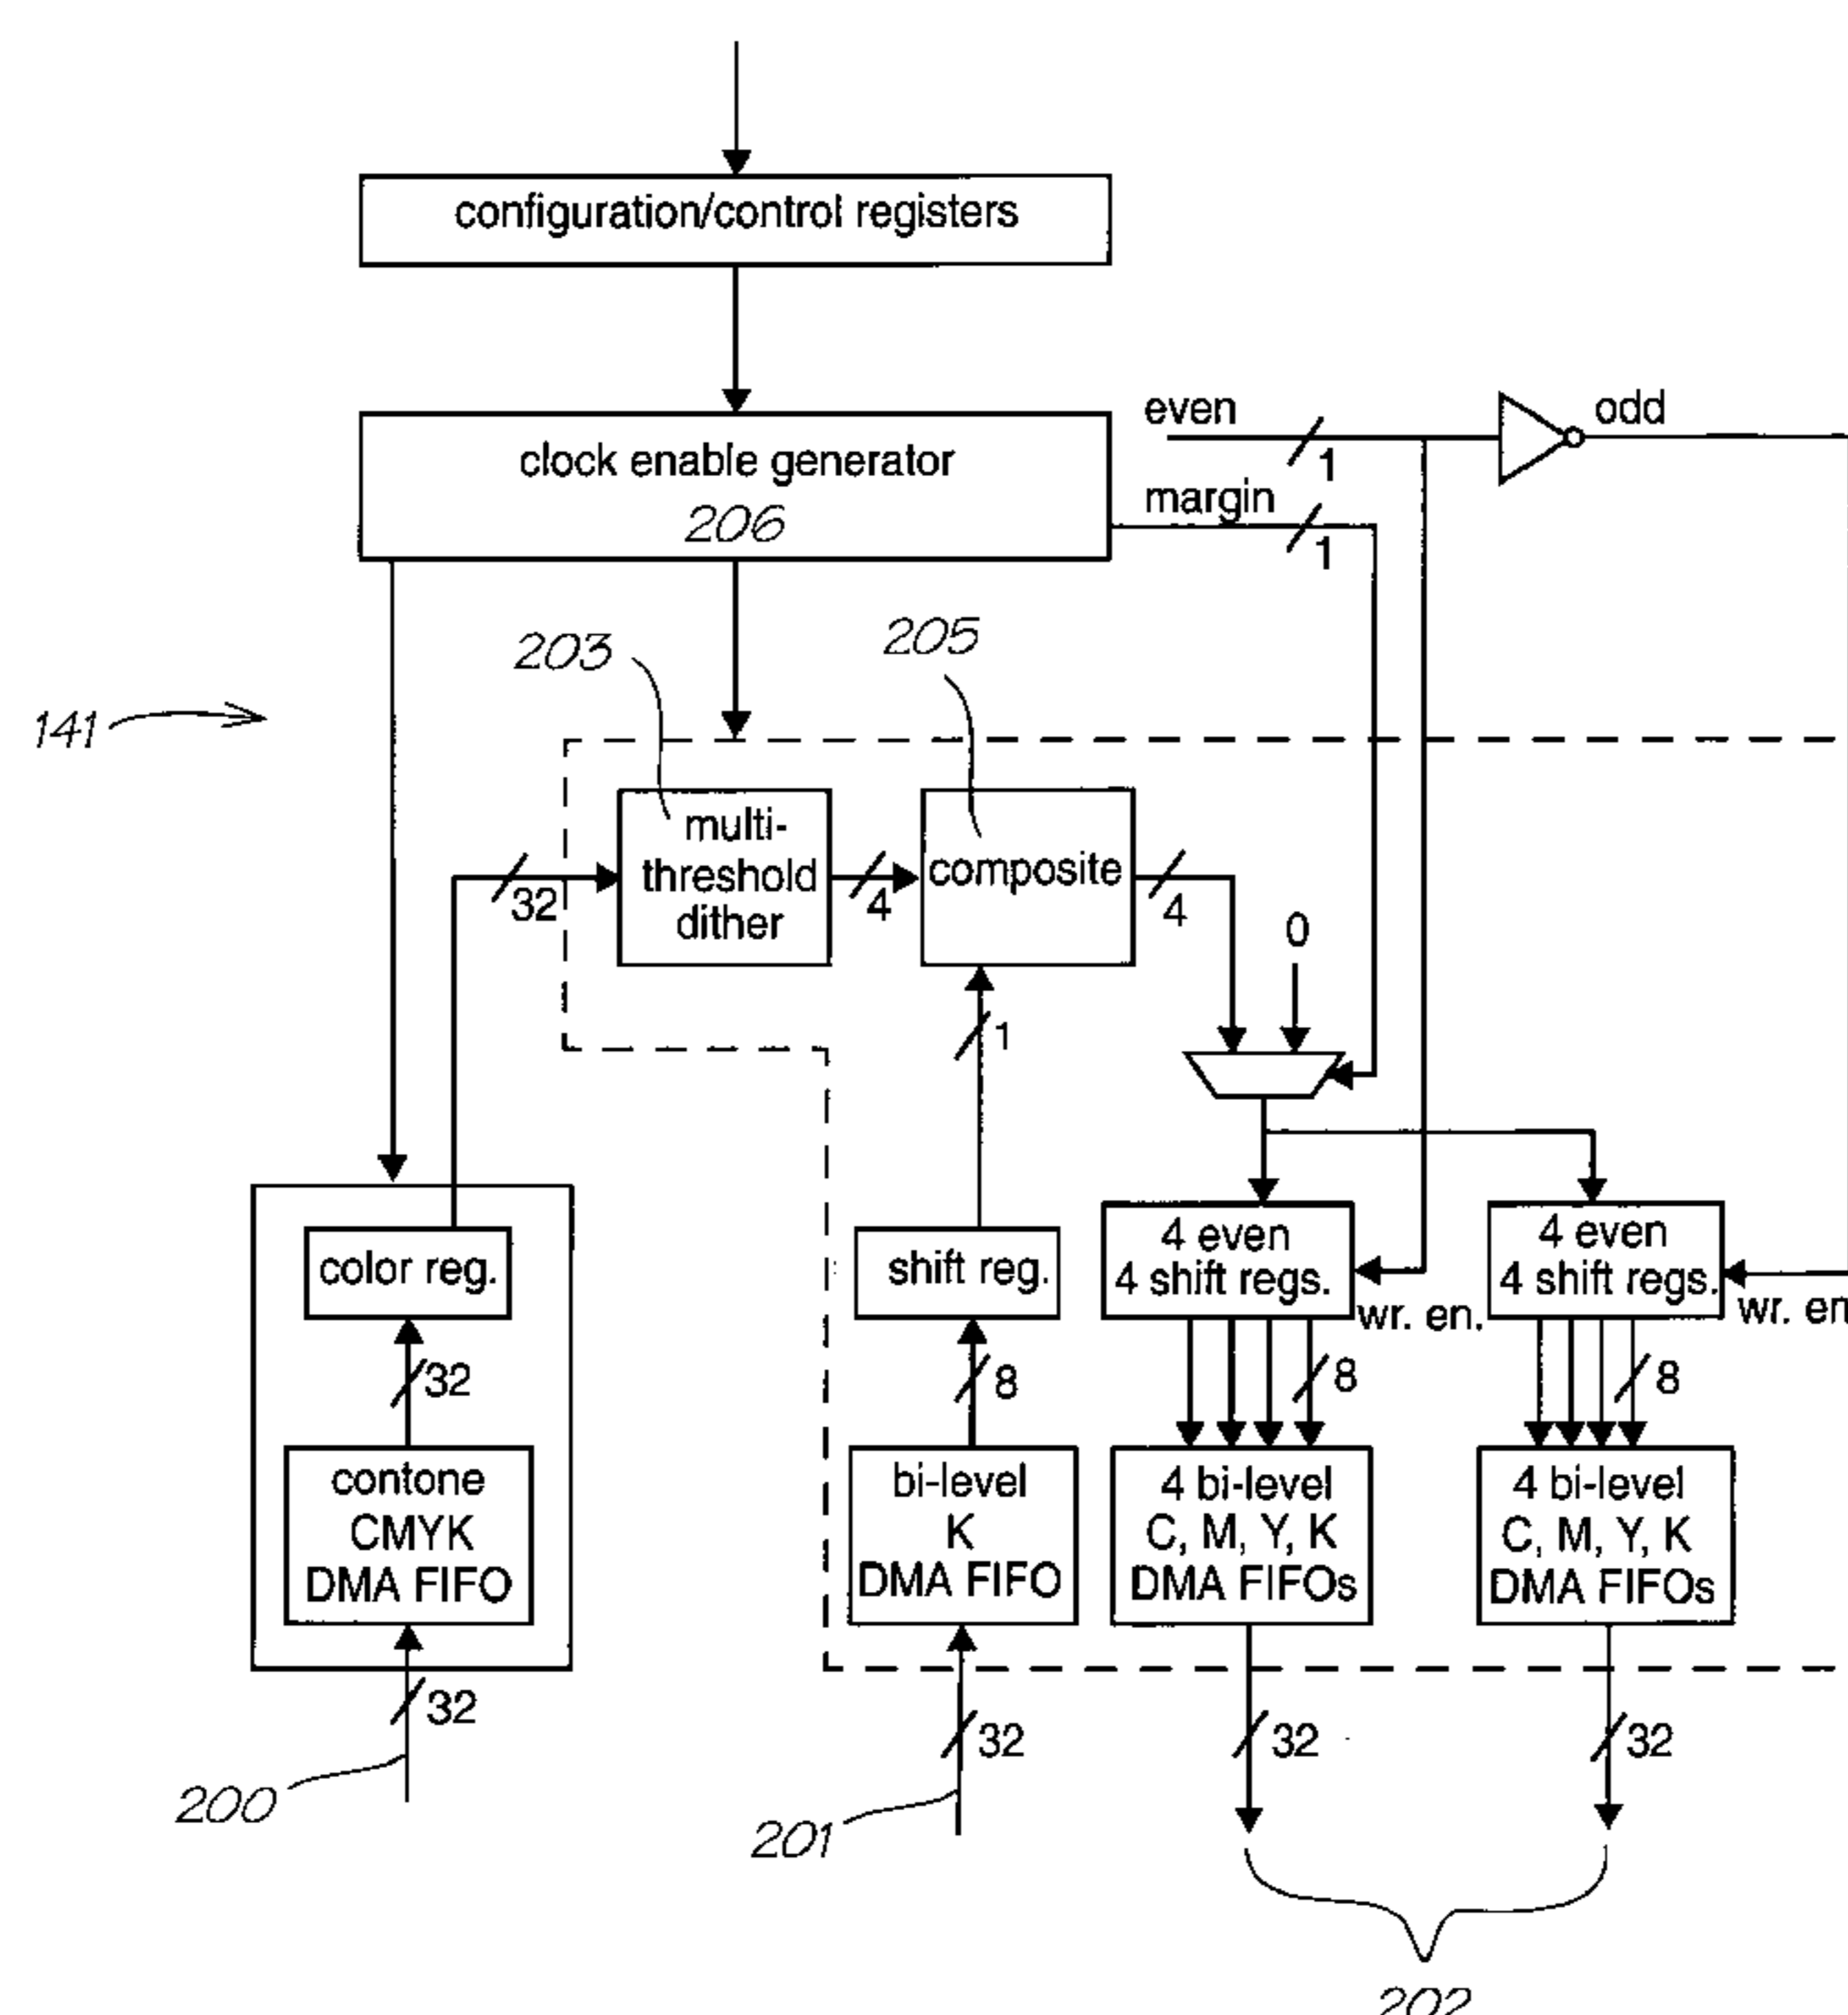 configuration/control registers
even
odd
1
clock enable generator
206
margin
1
203
205
141
multi-
threshold
dither
composite
32
4
4
0
1
color reg.
shift reg.
4 even
4 shift regs.
wr. en.
4 even
4 shift regs.
wr. en
32
8
8
8
contone
CMYK
DMA FIFO
bi-level
K
DMA FIFO
4 bi-level
C, M, Y, K
DMA FIFOs
4 bi-level
C, M, Y, K
DMA FIFOs
32
32
32
32
200
201
202